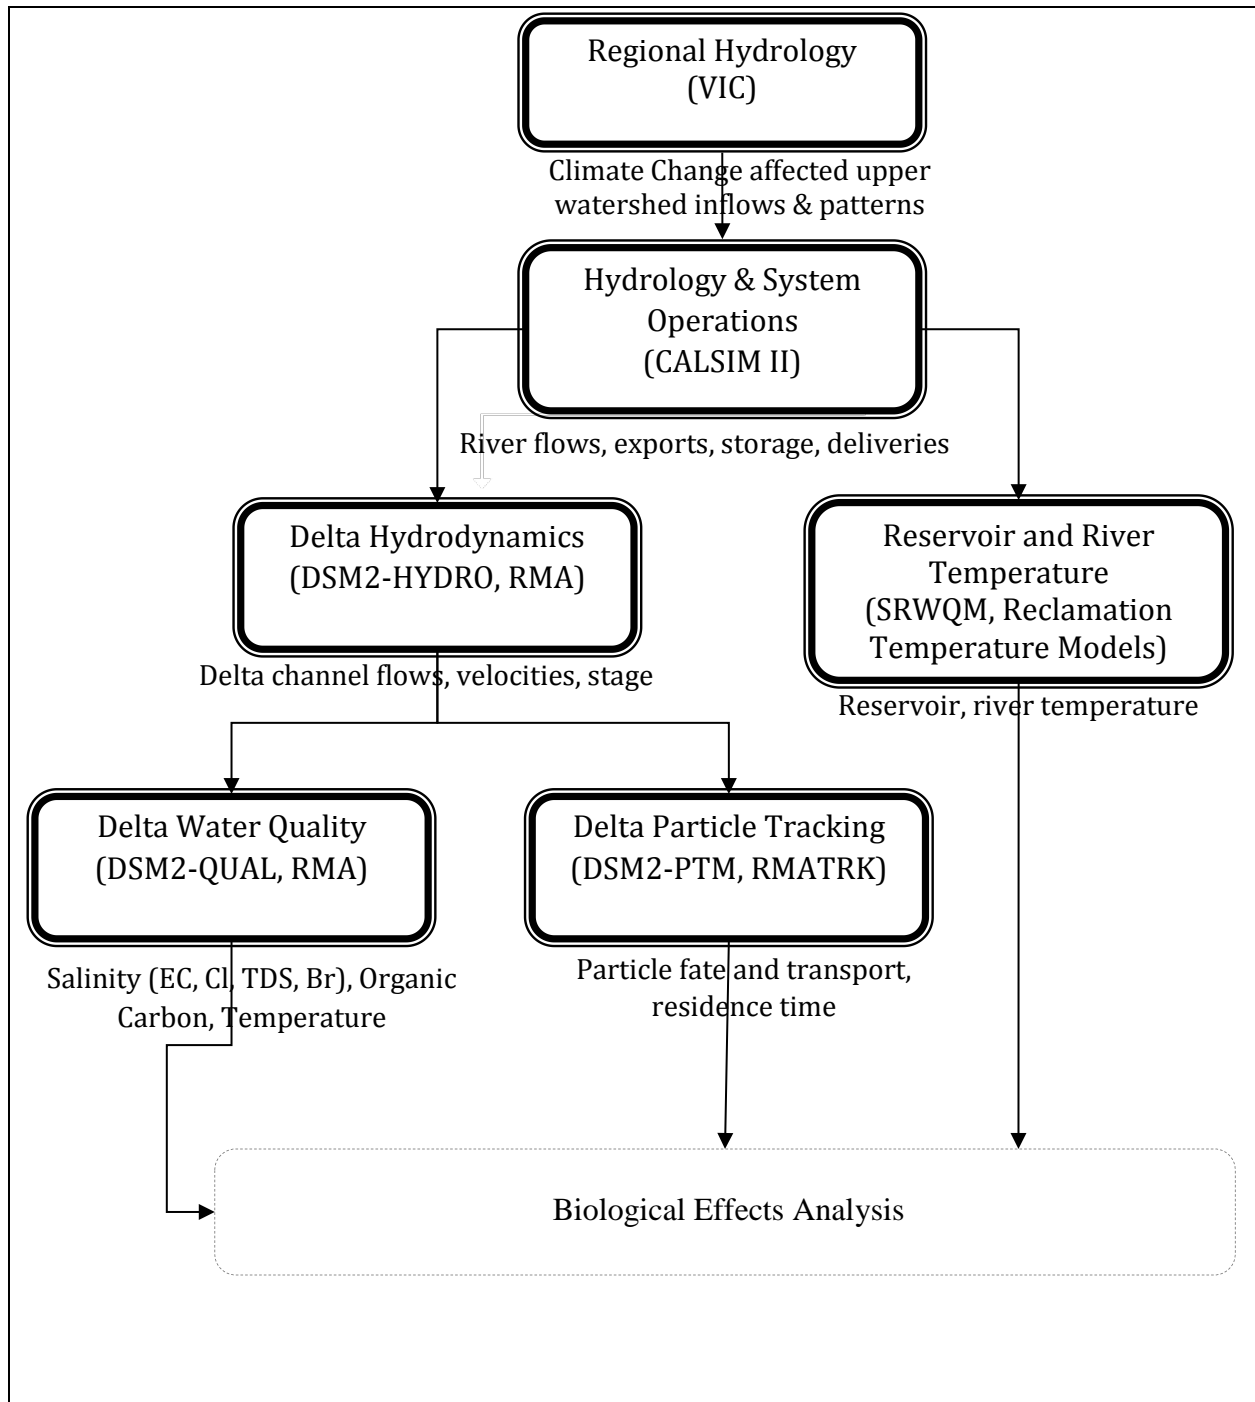 Regional Hydrology
(VIC)
Climate Change affected upper
watershed inflows & patterns
Hydrology & System
Operations
(CALSIM II)
River flows, exports, storage, deliveries
Delta Hydrodynamics
(DSM2-HYDRO, RMA)
Reservoir and River
Temperature
(SRWQM, Reclamation
Temperature Models)
Delta channel flows, velocities, stage
Reservoir, river temperature
Delta Water Quality
(DSM2-QUAL, RMA)
Delta Particle Tracking
(DSM2-PTM, RMATRK)
Salinity (EC, Cl, TDS, Br), Organic
Carbon, Temperature
Particle fate and transport,
residence time
Biological Effects Analysis